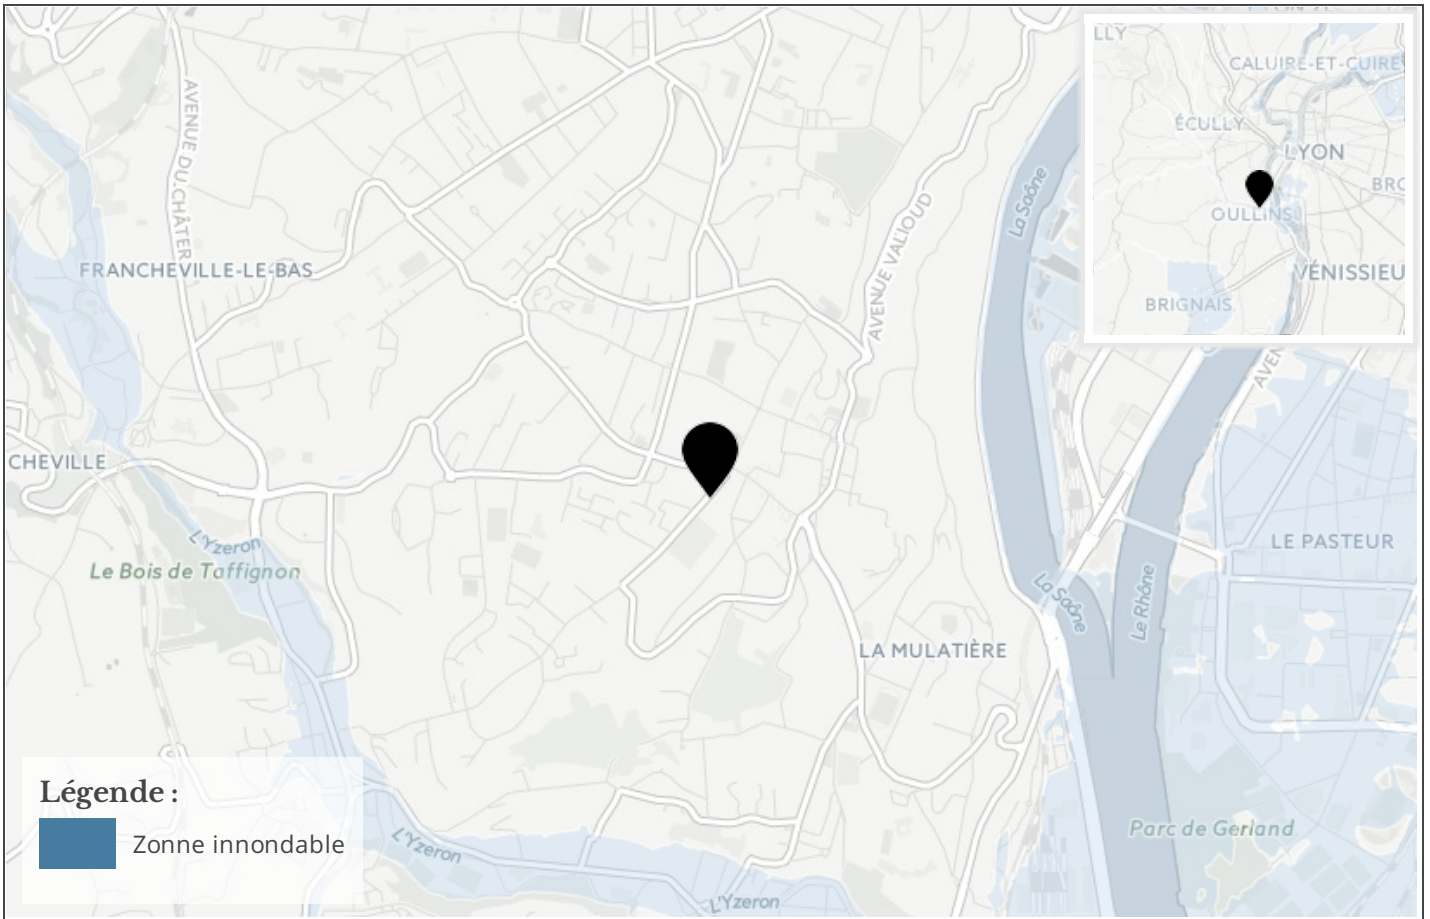 LLY
CALUIRE-ET-CUIRE
ÉCULLY
LYON
BRO
OULLINS
VÉNISSIEU
BRIGNAIS
AVENUE DU CHÂTER
La Saône
AVENUE VALIOUD
FRANCHEVILLE-LE-BAS
AVEN
CHEVILLE
L'Yzeron
Le Bois de Taffignon
LE PASTEUR
La Saône
Le Rhône
LA MULATIÈRE
Légende :
Zonne innondable
L'Yzeron
Parc de Gerland
L'Yzeron